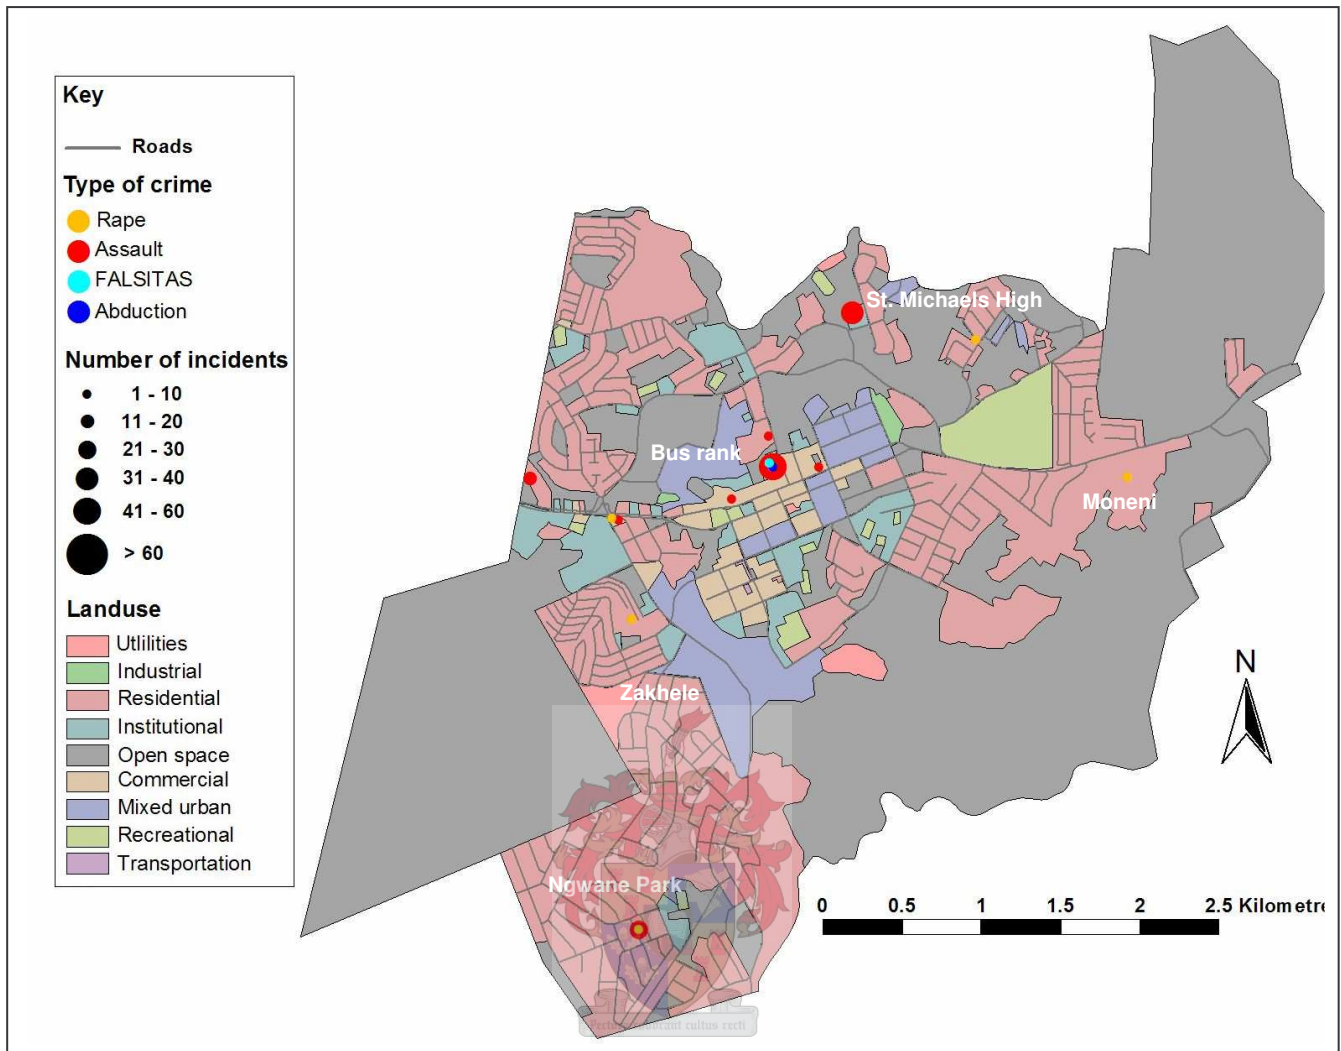 Key
Roads
Type of crime
Rape
Assault
FALSITAS
Abduction
Number of incidents
1 - 10
11 - 20
21 - 30
31 - 40
41 - 60
> 60
Landuse
Utlilities
Industrial
Residential
Institutional
Open space
Commercial
Mixed urban
Recreational
Transportation
St. Michaels High
Bus rank
Moneni
Zakhele
Ngwane Park
N
0 0.5 1 1.5 2 2.5 Kilometre
cultus recti